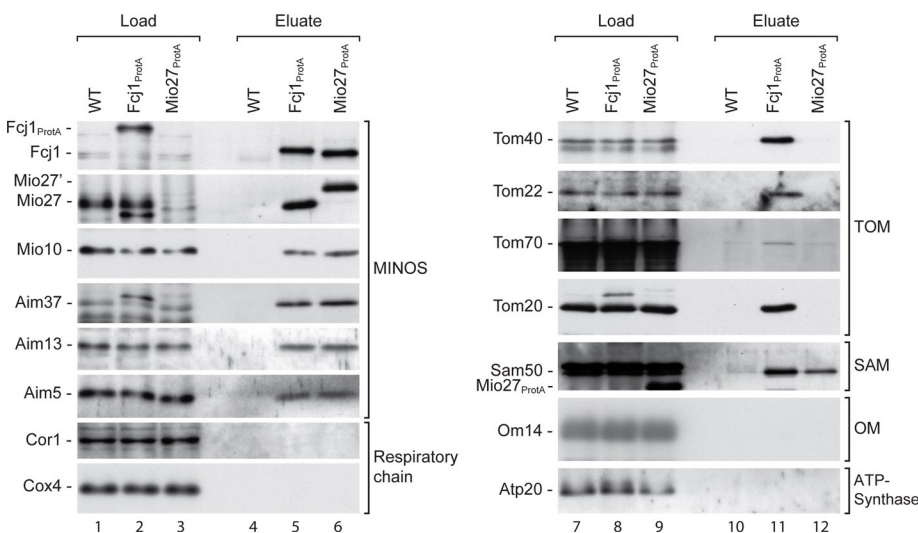 Load Eluate
WT Fcj1ProtA Mio27ProtA WT Fcj1ProtA Mio27ProtA
Fcj1ProtA -
Fcj1 -
Mio27’ -
Mio27 -
Mio10 -
Aim37 -
Aim13 -
Aim5 -
MINOS
Cor1 -
Cox4 -
Respiratory
chain
1 2 3 4 5 6
Load Eluate
WT Fcj1ProtA Mio27ProtA WT Fcj1ProtA Mio27ProtA
Tom40 -
Tom22 -
Tom70 -
Tom20 -
TOM
Sam50 -
Mio27ProtA -
SAM
Om14 -
OM
Atp20 -
ATP-
Synthase
7 8 9 10 11 12